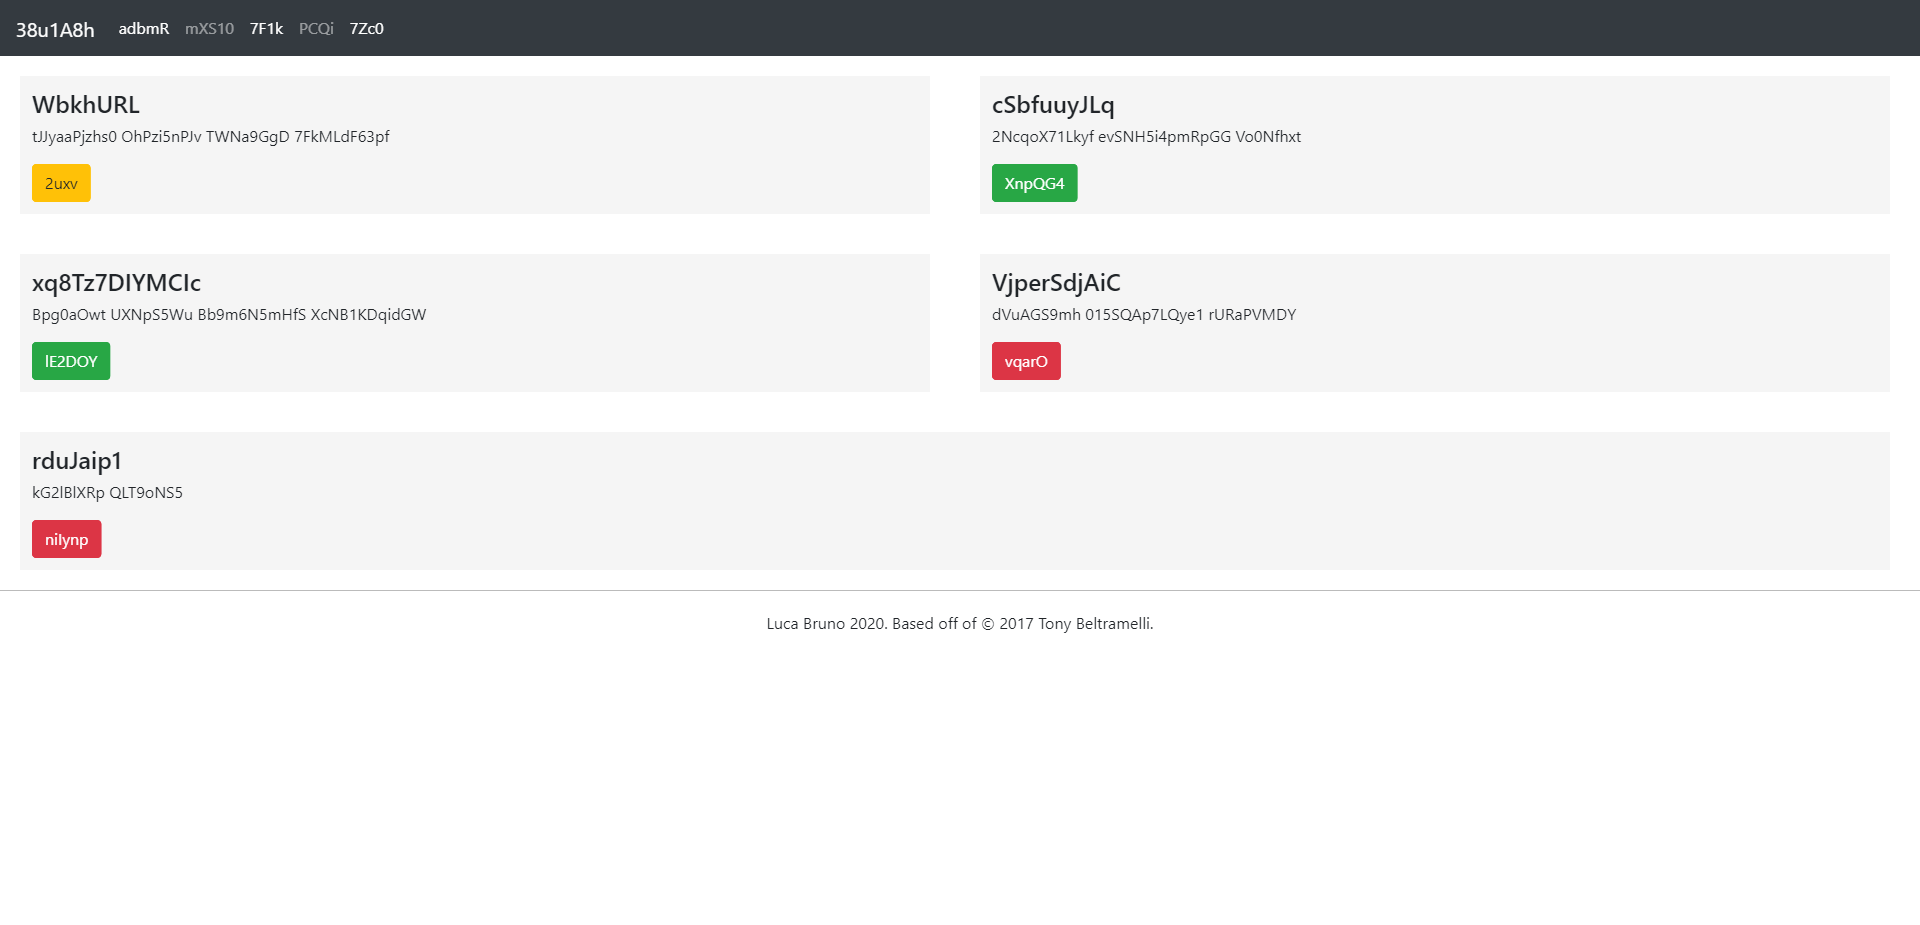 38u1A8h adbmR mXS10 7F1k PCQi 7Zc0
WbkhURL
tJJyaaPjzhs0 OhPzi5nPJv TWNa9GgD 7FkMLdF63pf
2uxv
cSbfuuyJLq
2NcqoX71Lkyf evSNH5i4pmRpGG Vo0Nfhxt
XnpQG4
xq8Tz7DIYMCIc
Bpg0aOwt UXNpS5Wu Bb9m6N5mHfS XcNB1KDqidGW
lE2DOY
VjperSdjAiC
dVuAGS9mh 015SQAp7LQye1 rURaPVMDY
vqarO
rduJaip1
kG2lBlXRp QLT9oNS5
nilynp
Luca Bruno 2020. Based off of © 2017 Tony Beltramelli.